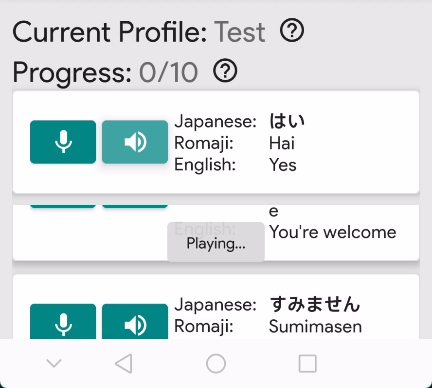 Current Profile: Test
Progress: 0/10
Japanese: はい
Romaji: Hai
English: Yes
e
English: You're welcome
Playing...
Japanese: すみません
Romaji: Sumimasen